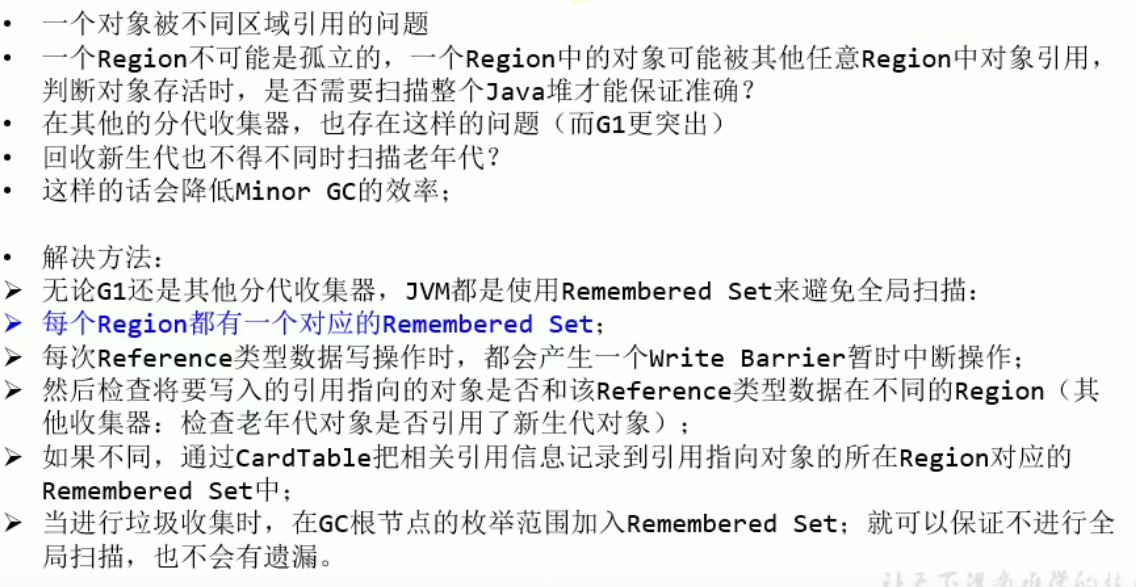 • 一个对象被不同区域引用的问题
• 一个Region不可能是孤立的，一个Region中的对象可能被其他任意Region中对象引用，
判断对象存活时，是否需要扫描整个Java堆才能保证准确？
• 在其他的分代收集器，也存在这样的问题（而G1更突出）
• 回收新生代也不得不同时扫描老年代？
• 这样的话会降低Minor GC的效率；
• 解决方法：
➢ 无论G1还是其他分代收集器，JVM都是使用Remembered Set来避免全局扫描：
➢ 每个Region都有一个对应的Remembered Set；
➢ 每次Reference类型数据写操作时，都会产生一个Write Barrier暂时中断操作；
➢ 然后检查将要写入的引用指向的对象是否和该Reference类型数据在不同的Region（其
他收集器：检查老年代对象是否引用了新生代对象）；
➢ 如果不同，通过CardTable把相关引用信息记录到引用指向对象的所在Region对应的
Remembered Set中；
➢ 当进行垃圾收集时，在GC根节点的枚举范围加入Remembered Set；就可以保证不进行全
局扫描，也不会有遗漏。